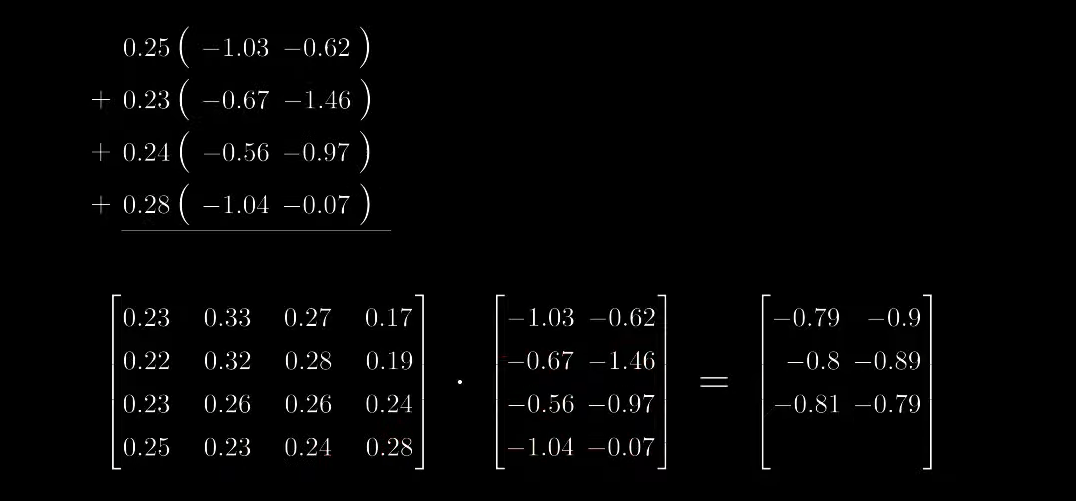 0.25 ( −1.03 −0.62 )
+ 0.23 ( −0.67 −1.46 )
+ 0.24 ( −0.56 −0.97 )
+ 0.28 ( −1.04 −0.07 )
[0.23 0.33 0.27 0.17] [−1.03 −0.62] [−0.79 −0.9]
[0.22 0.32 0.28 0.19] · [−0.67 −1.46] = [−0.8 −0.89]
[0.23 0.26 0.26 0.24] [−0.56 −0.97] [−0.81 −0.79]
[0.25 0.23 0.24 0.28] [−1.04 −0.07] [ ]